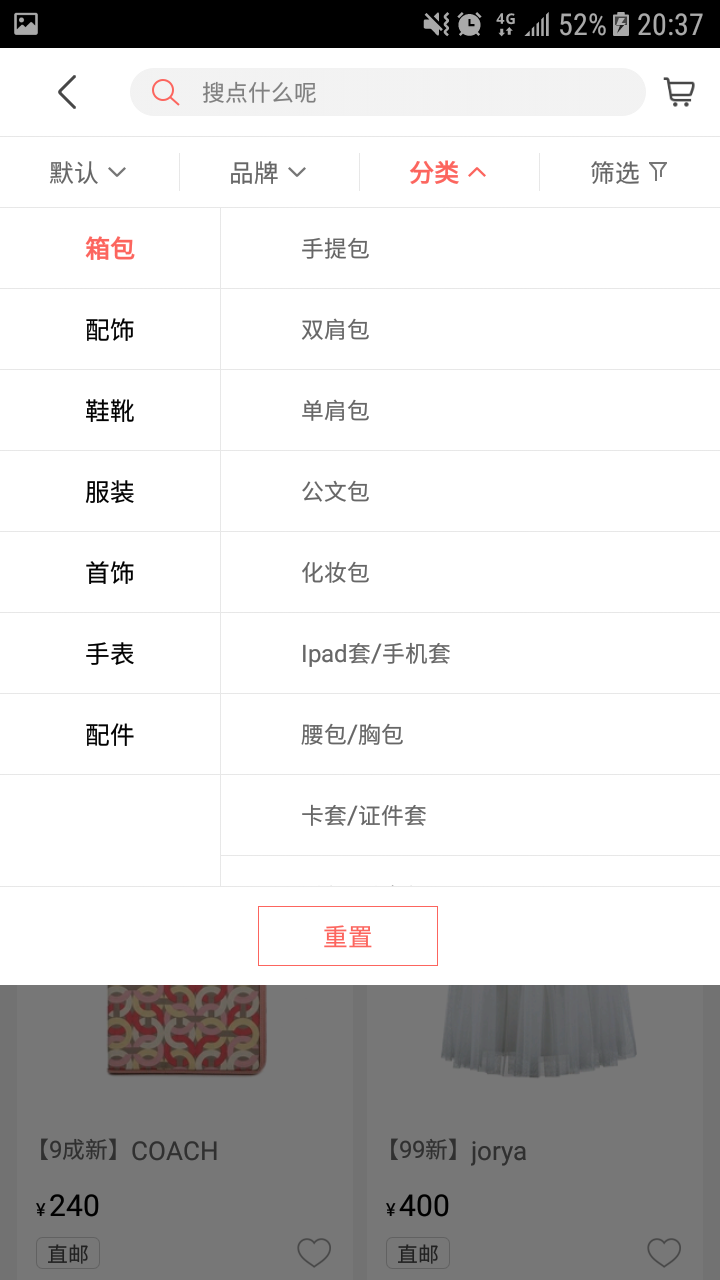 4G 52% 20:37
搜点什么呢
默认 品牌 分类 筛选
箱包 手提包
配饰 双肩包
鞋靴 单肩包
服装 公文包
首饰 化妆包
手表 Ipad套/手机套
配件 腰包/胸包
卡套/证件套
重置
【9成新】COACH 【99新】jorya
¥240 ¥400
直邮 直邮